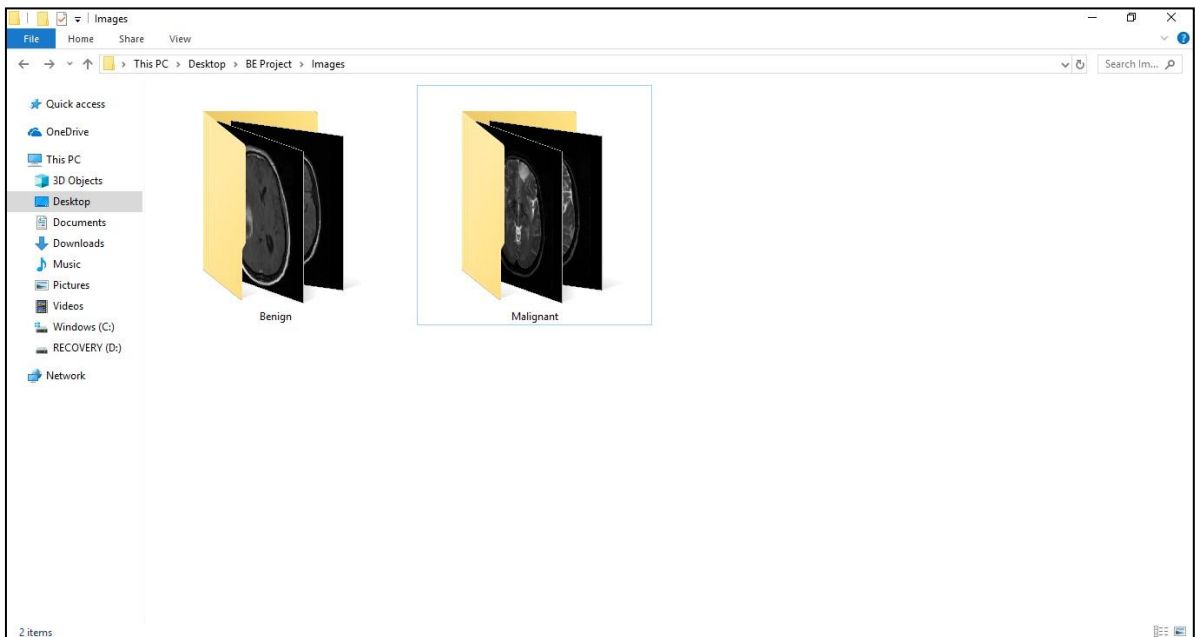 Images
File Home Share View
This PC > Desktop > BE Project > Images
Search Im...
Quick access
OneDrive
This PC
3D Objects
Desktop
Documents
Downloads
Music
Pictures
Videos
Windows (C:)
RECOVERY (D:)
Network
Benign
Malignant
2 items